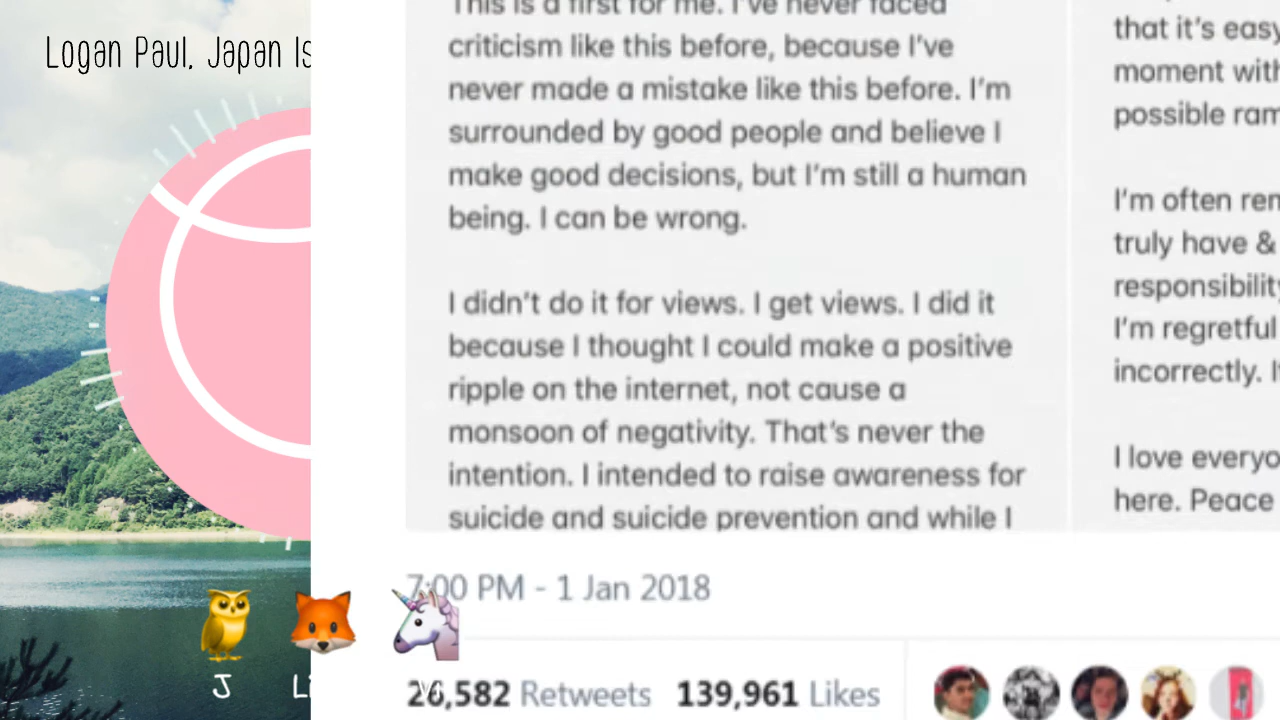 Logan Paul, Japan Is
This is a first for me. I've never faced
criticism like this before, because I've
never made a mistake like this before. I'm
surrounded by good people and believe I
make good decisions, but I'm still a human
being. I can be wrong.
I didn't do it for views. I get views. I did it
because I thought I could make a positive
ripple on the internet, not cause a
monsoon of negativity. That's never the
intention. I intended to raise awareness for
suicide and suicide prevention and while I
that it's easy
moment with
possible ram
I'm often rem
truly have &
responsibility
I'm regretful
incorrectly. I
I love everyo
here. Peace
7:00 PM - 1 Jan 2018
26,582 Retweets 139,961 Likes
J
Li